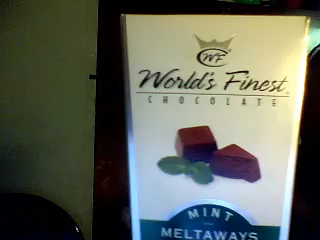 WF
World's Finest
CHOCOLATE
MINT
MELTAWAYS